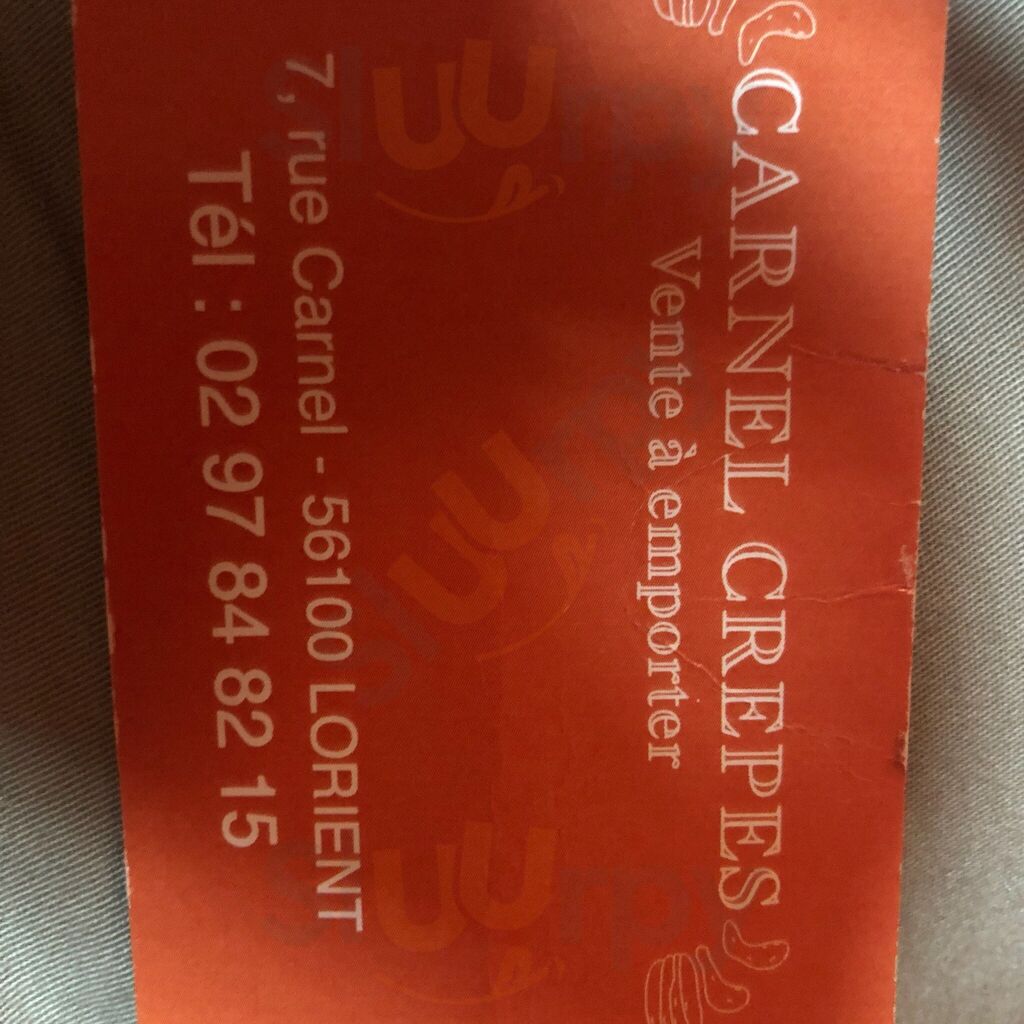 CARNEL CREPES
Vente à emporter
7, rue Carnel - 56100 LORIENT
Tél : 02 97 84 82 15